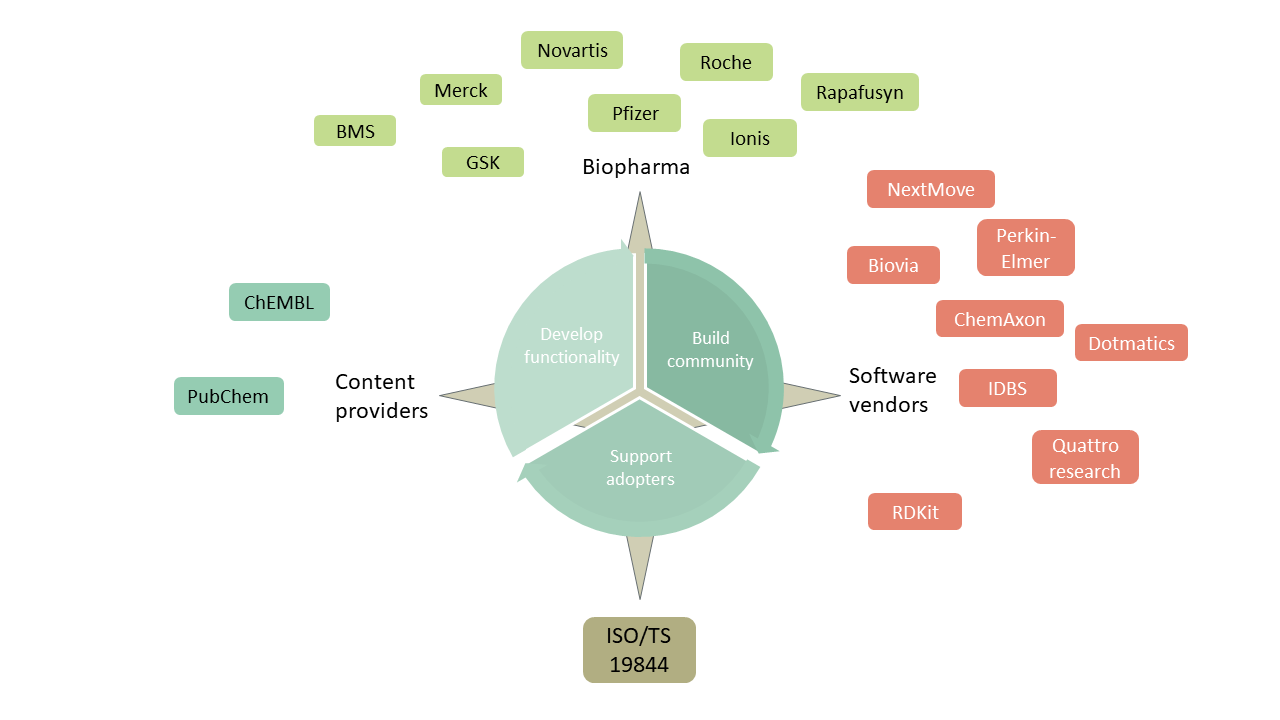 Novartis
Roche
Merck
Rapafusyn
Pfizer
BMS
Ionis
GSK
Biopharma
NextMove
Perkin-
Elmer
Biovia
ChEMBL
ChemAxon
Dotmatics
Develop
functionality
Build
community
PubChem
Content
providers
Software
vendors
IDBS
Support
adopters
Quattro
research
RDKit
ISO/TS
19844